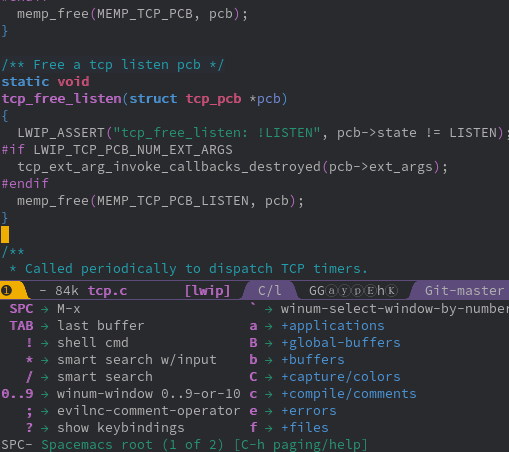 #endif
  memp_free(MEMP_TCP_PCB, pcb);
}

/** Free a tcp listen pcb */
static void
tcp_free_listen(struct tcp_pcb *pcb)
{
  LWIP_ASSERT("tcp_free_listen: !LISTEN", pcb->state != LISTEN);
#if LWIP_TCP_PCB_NUM_EXT_ARGS
  tcp_ext_arg_invoke_callbacks_destroyed(pcb->ext_args);
#endif
  memp_free(MEMP_TCP_PCB_LISTEN, pcb);
}

/**
 * Called periodically to dispatch TCP timers.
❶ - 84k tcp.c [lwip] C/l GGⓐⓨⓟⒺⓗⓀ Git-master
SPC → M-x ` → winum-select-window-by-number
TAB → last buffer a → +applications
! → shell cmd B → +global-buffers
* → smart search w/input b → +buffers
/ → smart search C → +capture/colors
0..9 → winum-window 0..9-or-10 c → +compile/comments
; → evilnc-comment-operator e → +errors
? → show keybindings f → +files
SPC- Spacemacs root (1 of 2) [C-h paging/help]